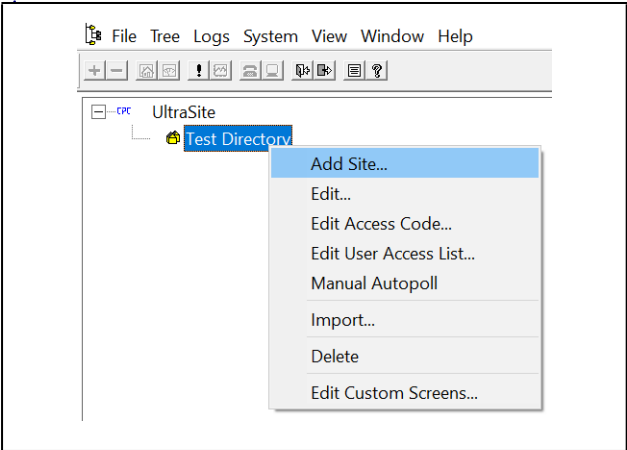 File Tree Logs System View Window Help
CPC UltraSite
Test Directory
Add Site...
Edit...
Edit Access Code...
Edit User Access List...
Manual Autopoll
Import...
Delete
Edit Custom Screens...